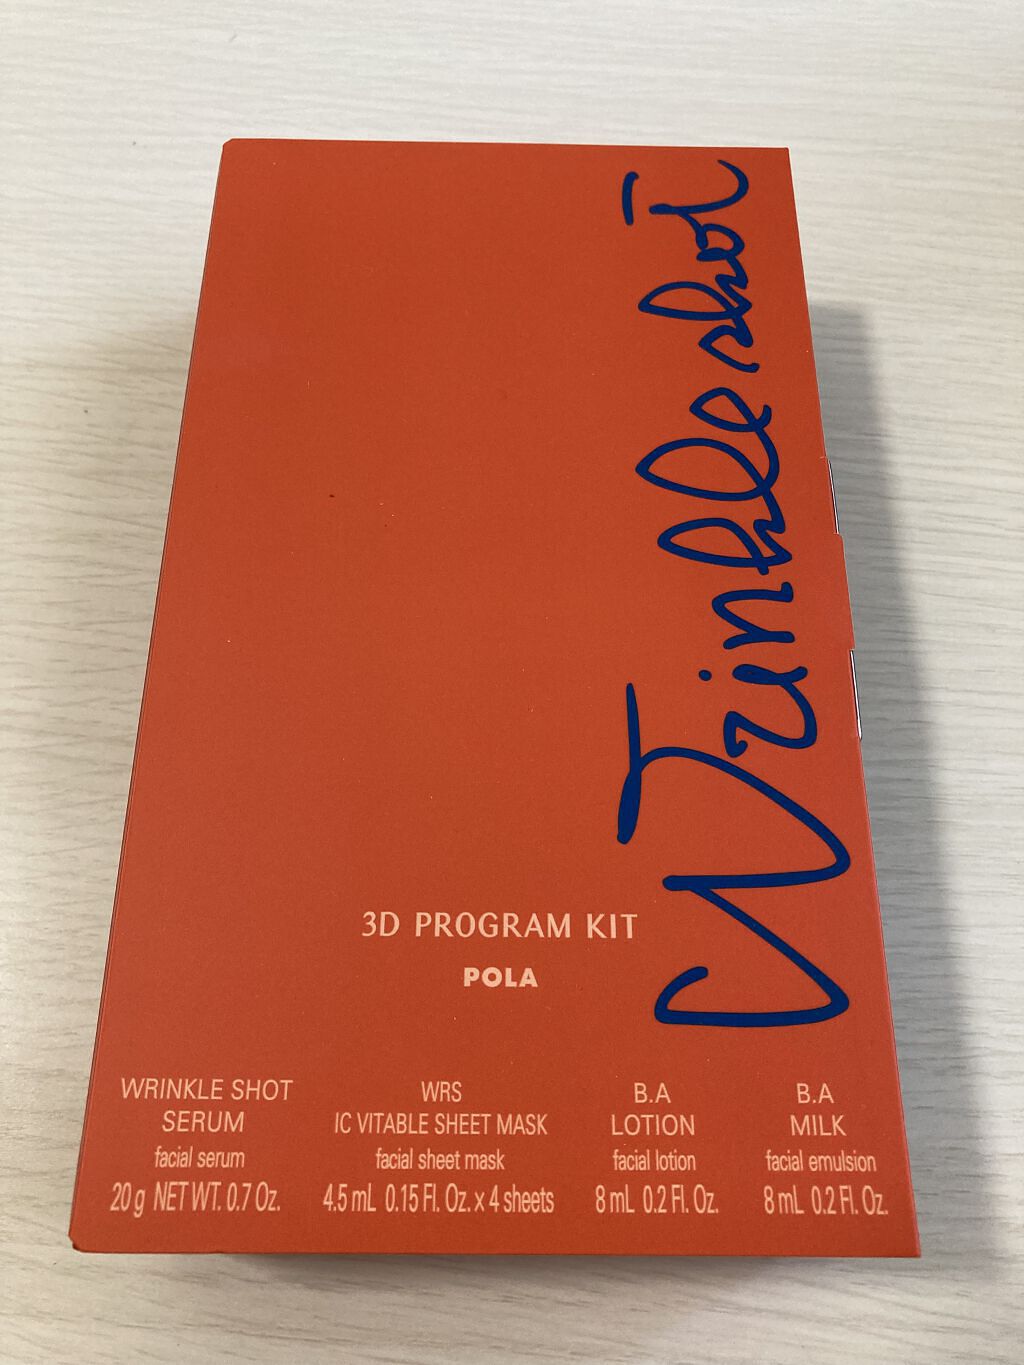 Wrinkle shot
3D PROGRAM KIT
POLA
WRINKLE SHOT
SERUM
facial serum
20 g NET WT. 0.7 Oz.
WRS
IC VITABLE SHEET MASK
facial sheet mask
4.5 mL 0.15 Fl. Oz. x 4 sheets
B.A
LOTION
facial lotion
8 mL 0.2 Fl. Oz.
B.A
MILK
facial emulsion
8 mL 0.2 Fl. Oz.